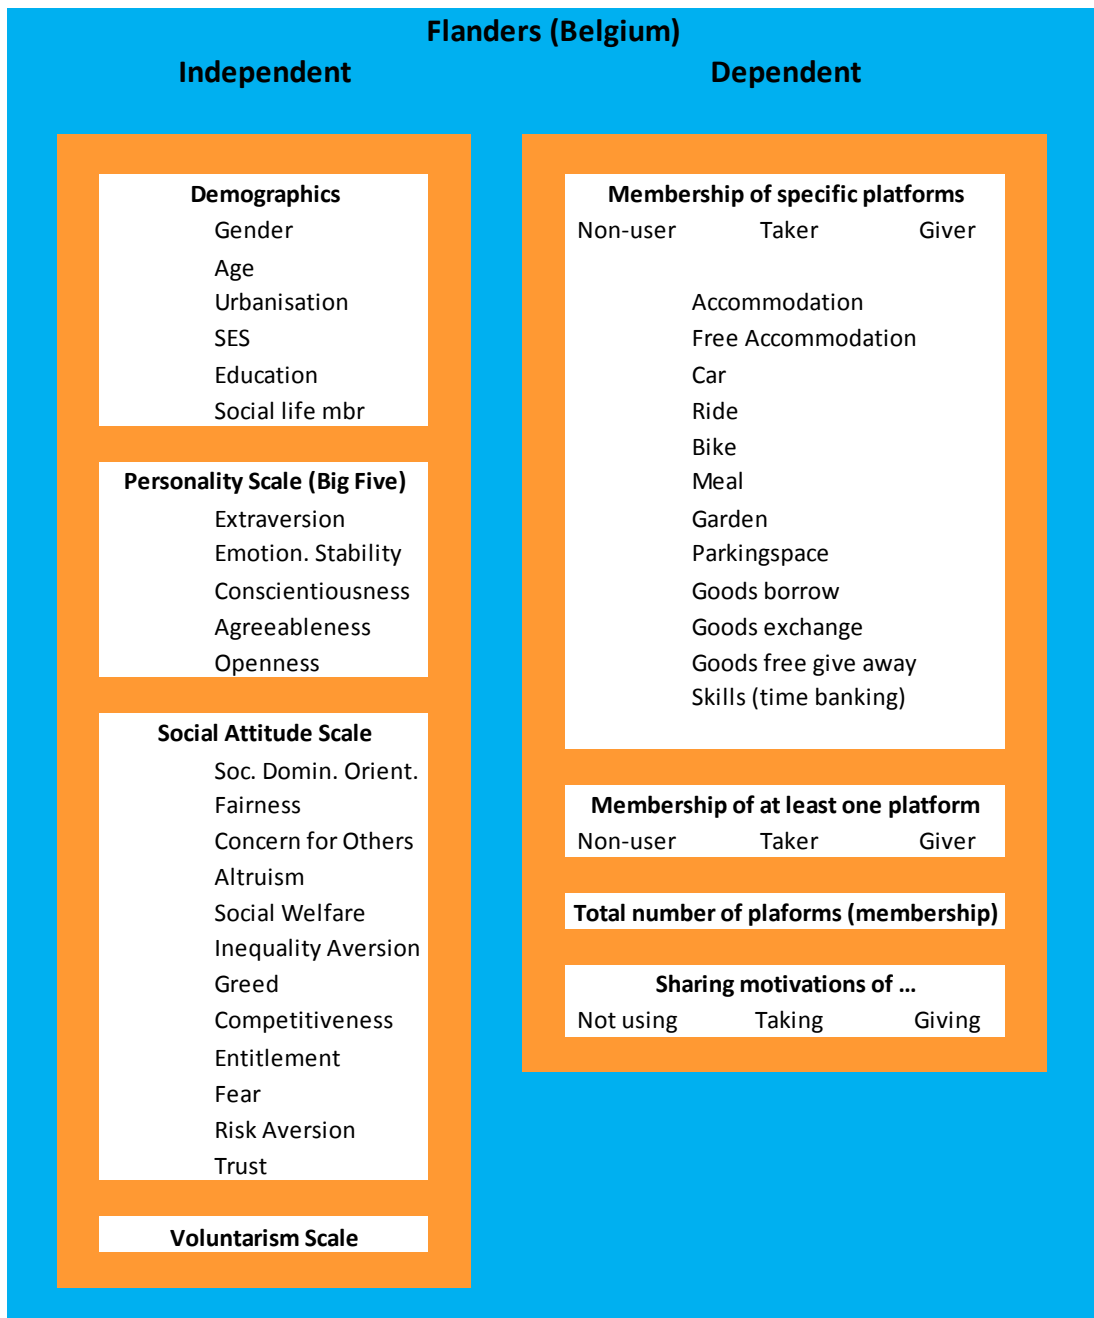 Flanders (Belgium)
Independent
Demographics
Gender
Age
Urbanisation
SES
Education
Social life mbr
Personality Scale (Big Five)
Extraversion
Emotion. Stability
Conscientiousness
Agreeableness
Openness
Social Attitude Scale
Soc. Domin. Orient.
Fairness
Concern for Others
Altruism
Social Welfare
Inequality Aversion
Greed
Competitiveness
Entitlement
Fear
Risk Aversion
Trust
Voluntarism Scale
Dependent
Membership of specific platforms
Non-user Taker Giver
Accommodation
Free Accommodation
Car
Ride
Bike
Meal
Garden
Parkingspace
Goods borrow
Goods exchange
Goods free give away
Skills (time banking)
Membership of at least one platform
Non-user Taker Giver
Total number of plaforms (membership)
Sharing motivations of ...
Not using Taking Giving